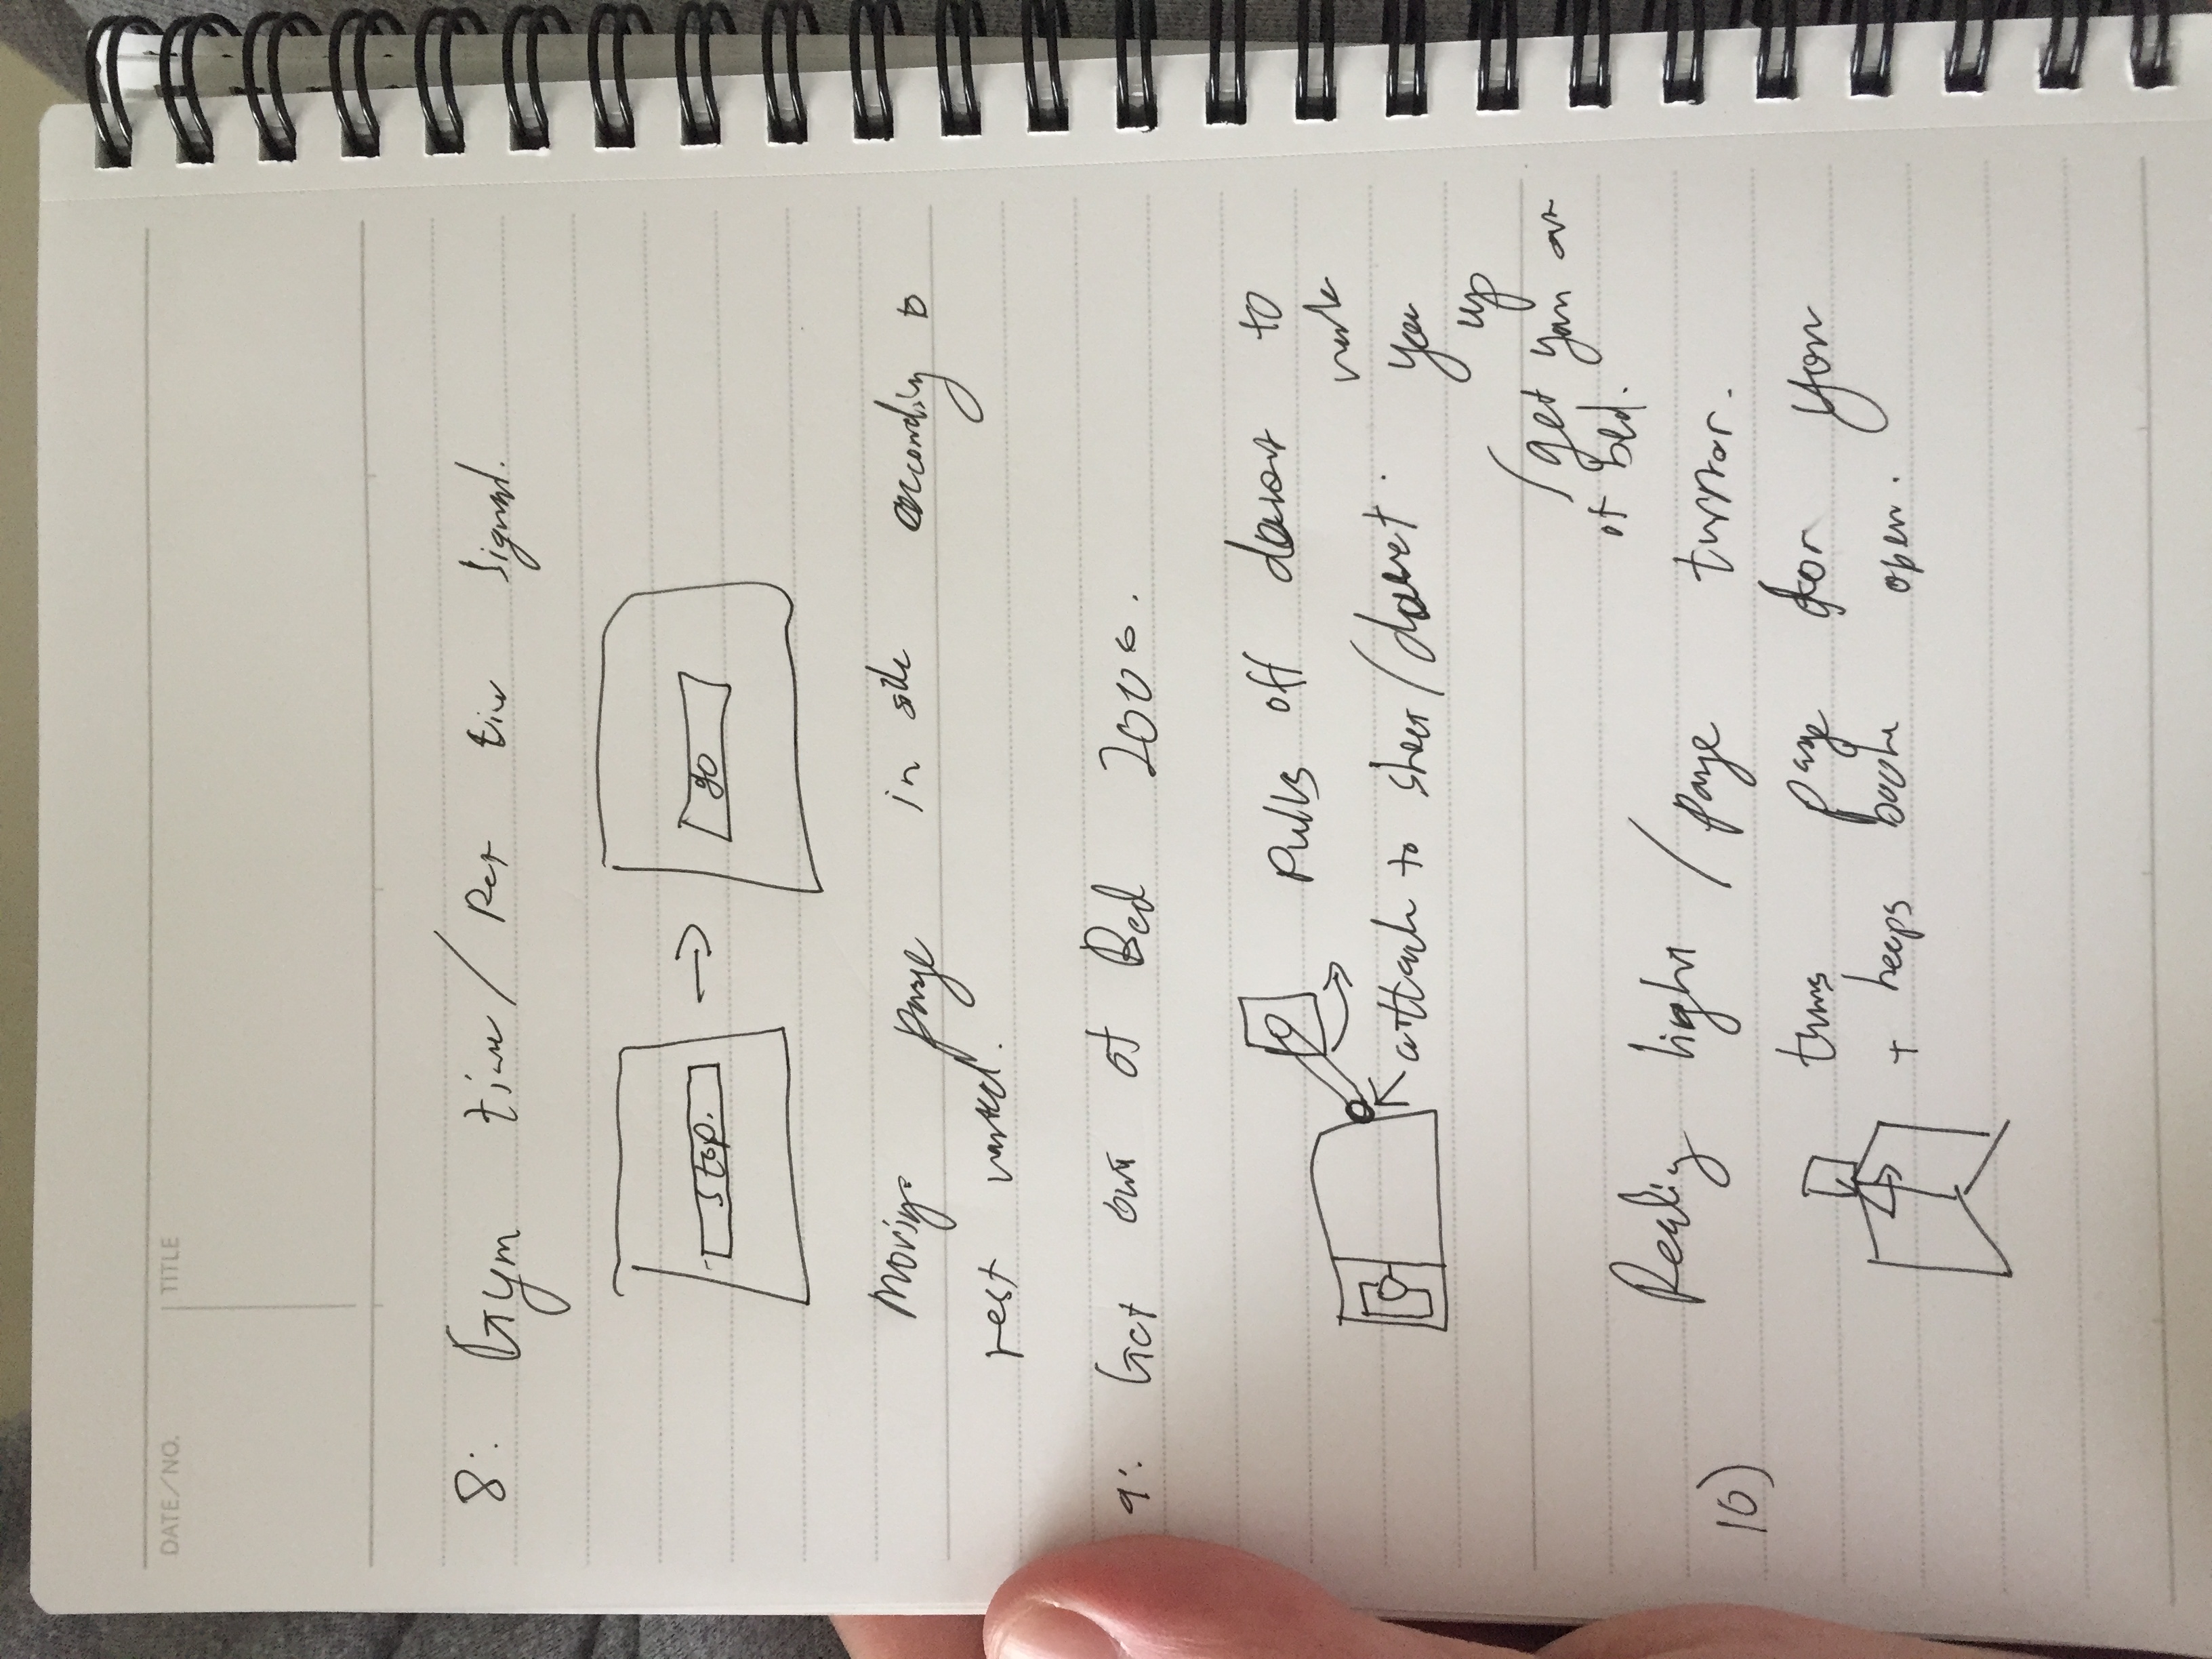 DATE/NO. TITLE
8: Gym time / Rest time signal.
stop. → go
Moving page in side according to
rest wanted.
9: Get out of Bed 2000.
Pulls off duvet to
wake
attach to sheet / duvet.
you
up
/ get you out
of bed.
10) Reading light / page turner.
turns page for you
+ keeps book open.